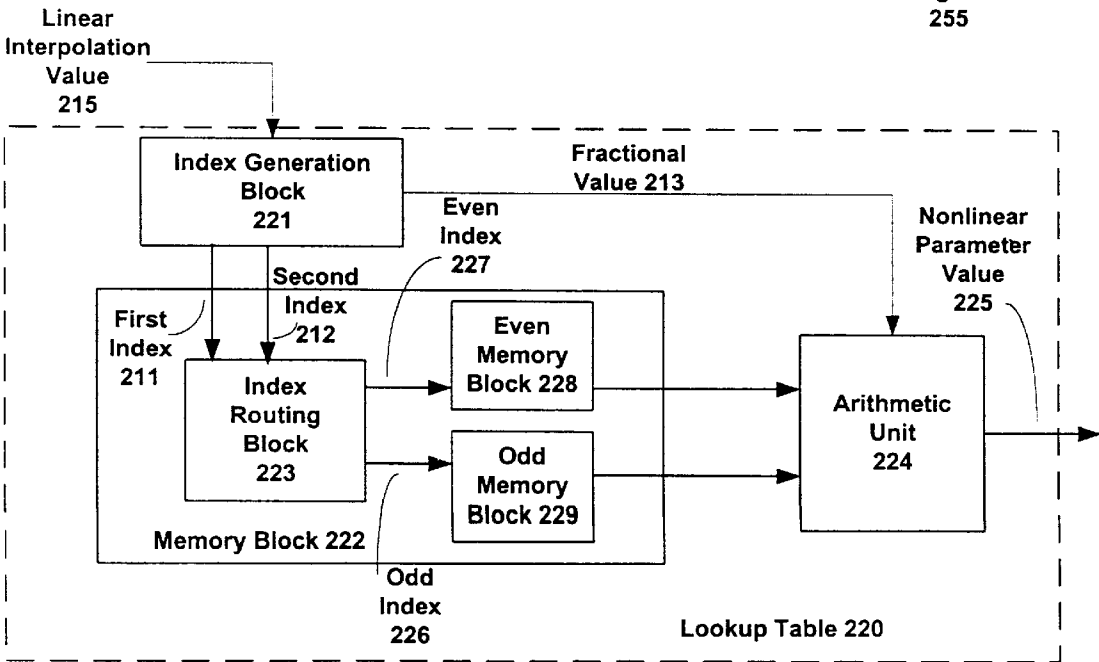 255
Linear
Interpolation
Value
215
Index Generation
Block
221
Fractional
Value 213
Even
Index
227
Nonlinear
Parameter
Value
225
Second
Index
212
First
Index
211
Even
Memory
Block 228
Index
Routing
Block
223
Arithmetic
Unit
224
Odd
Memory
Block 229
Memory Block 222
Odd
Index
226
Lookup Table 220